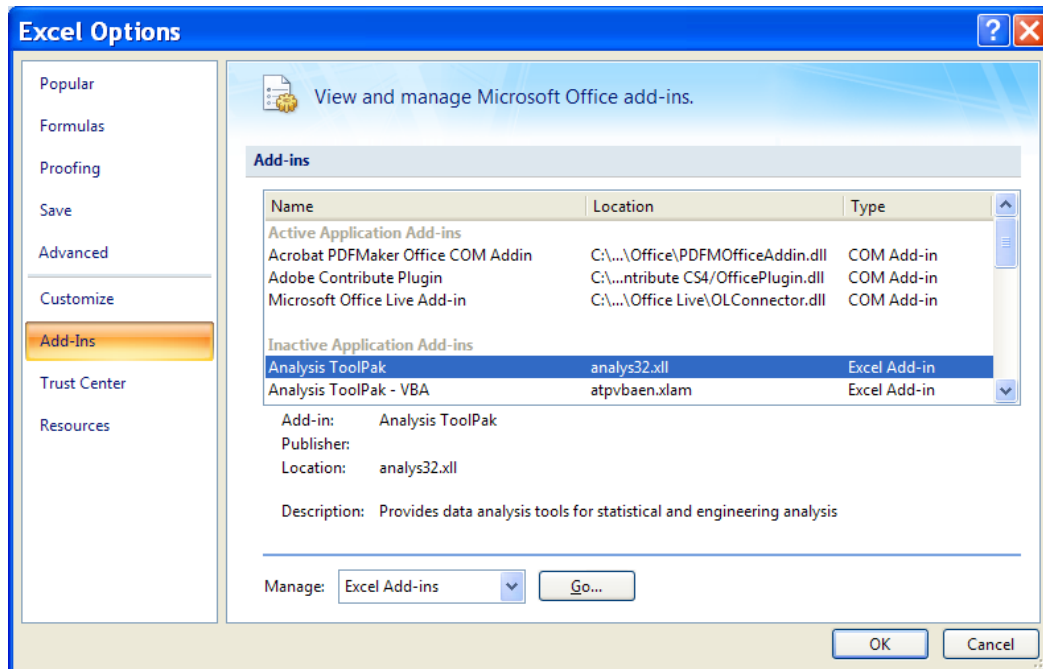 Excel Options
Popular
Formulas
Proofing
Save
Advanced
Customize
Add-Ins
Trust Center
Resources
View and manage Microsoft Office add-ins.
Add-ins
Name Location Type
Active Application Add-ins
Acrobat PDFMaker Office COM Addin C:\...\Office\PDFMOfficeAddin.dll COM Add-in
Adobe Contribute Plugin C:\...ntribute CS4/OfficePlugin.dll COM Add-in
Microsoft Office Live Add-in C:\...\Office Live\OLConnector.dll COM Add-in
Inactive Application Add-ins
Analysis ToolPak analys32.xll Excel Add-in
Analysis ToolPak - VBA atpvbaen.xlam Excel Add-in
Add-in: Analysis ToolPak
Publisher:
Location: analys32.xll
Description: Provides data analysis tools for statistical and engineering analysis
Manage: Excel Add-ins Go...
OK Cancel